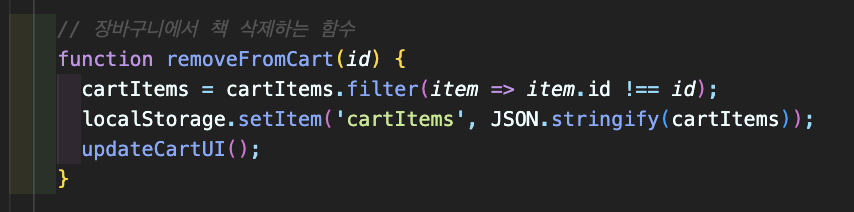 // 장바구니에서 책 삭제하는 함수
function removeFromCart(id) {
  cartItems = cartItems.filter(item => item.id !== id);
  localStorage.setItem('cartItems', JSON.stringify(cartItems));
  updateCartUI();
}